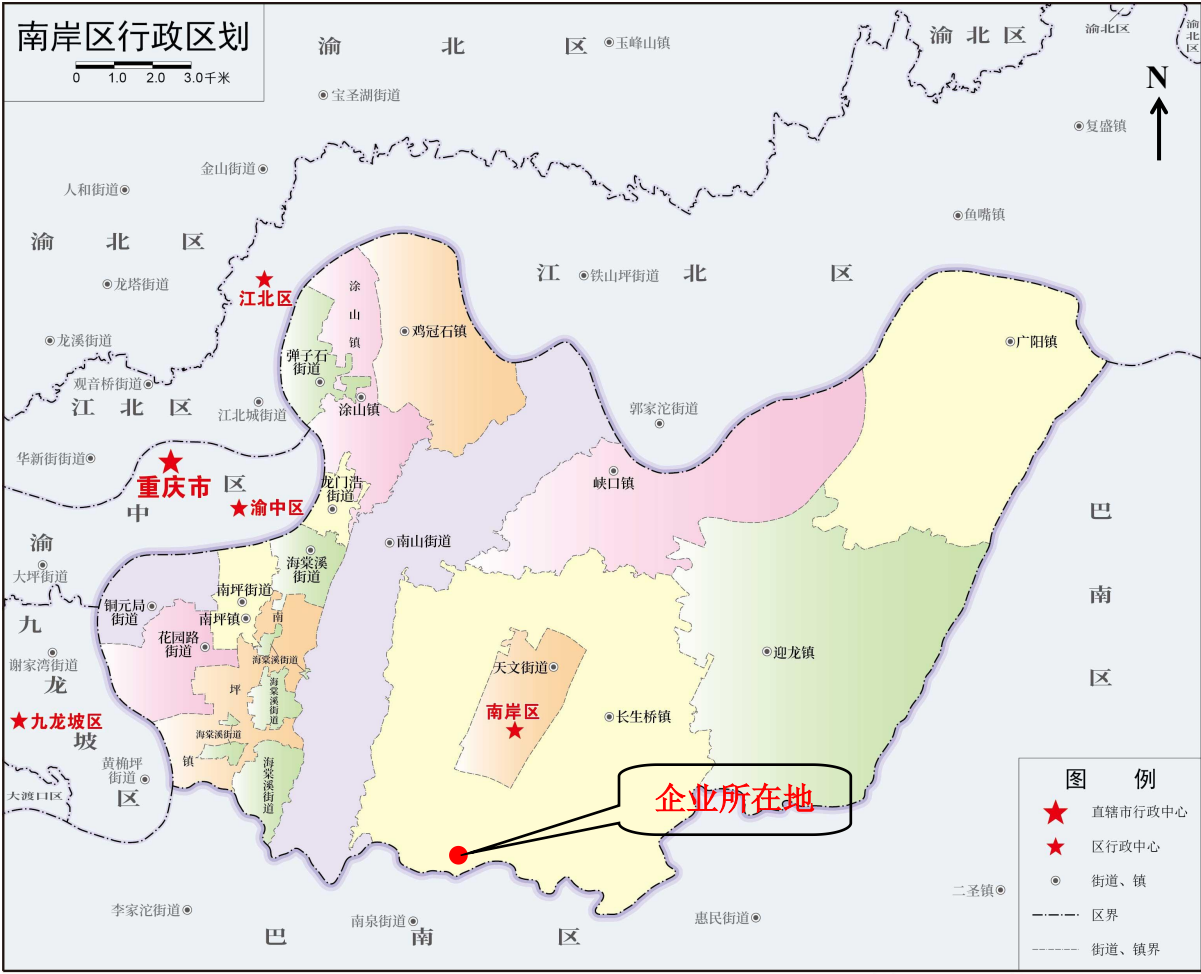 南岸区行政区划
0 1.0 2.0 3.0千米
渝北区
玉峰山镇
渝北区
渝北区
渝北区
N
宝圣湖街道
复盛镇
金山街道
人和街道
鱼嘴镇
渝北区
江北区
铁山坪街道
龙塔街道
江北区
涂山镇
鸡冠石镇
广阳镇
龙溪街道
弹子石
街道
观音桥街道
江北区
江北城街道
涂山镇
郭家沱街道
华新街街道
重庆市
渝中区
渝中区
龙门浩
街道
峡口镇
巴南区
大坪街道
海棠溪
街道
南山街道
南坪街道
铜元局
街道
南坪镇
南坪镇
花园路
街道
九龙坡区
谢家湾街道
海棠溪街道
天文街道
迎龙镇
海棠溪街道
南岸区
长生桥镇
九龙坡区
海棠溪街道
黄桷坪
街道
海棠溪街道
大渡口区
企业所在地
图例
直辖市行政中心
区行政中心
街道、镇
区界
街道、镇界
二圣镇
李家沱街道
南泉街道
惠民街道
巴南区